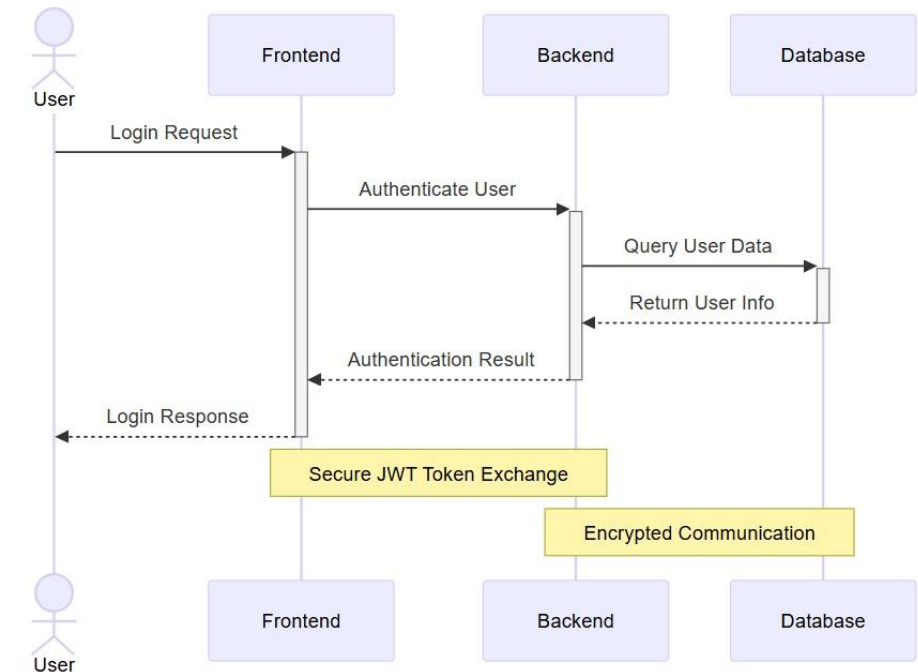 Frontend
Backend
Database
User
Login Request
Authenticate User
Query User Data
Return User Info
Authentication Result
Login Response
Secure JWT Token Exchange
Encrypted Communication
Frontend
Backend
Database
User